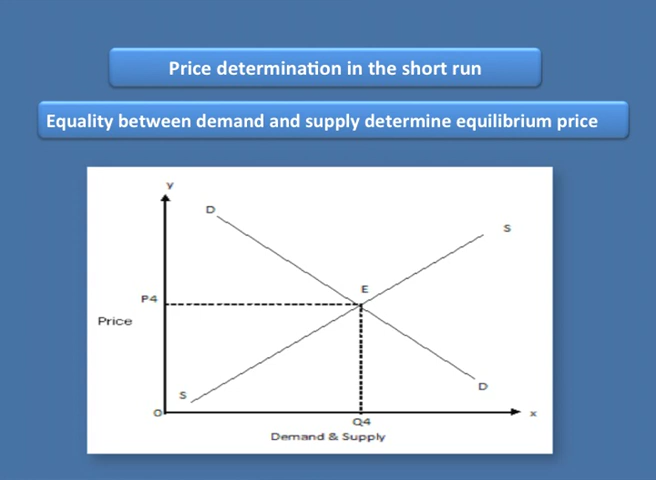 Price determination in the short run
Equality between demand and supply determine equilibrium price
y
D
S
E
P4
Price
S
D
O
x
Q4
Demand & Supply